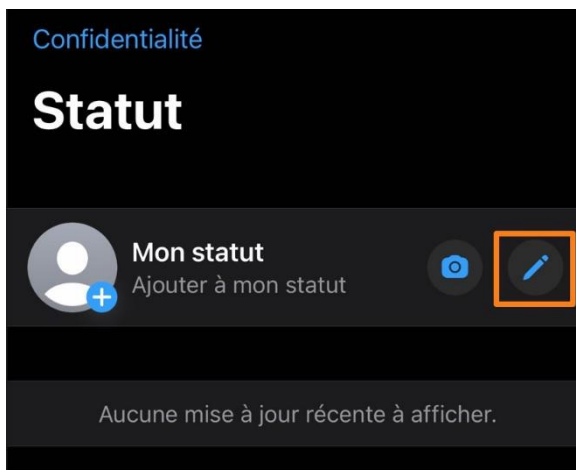 Confidentialité
Statut
Mon statut
Ajouter à mon statut
Aucune mise à jour récente à afficher.